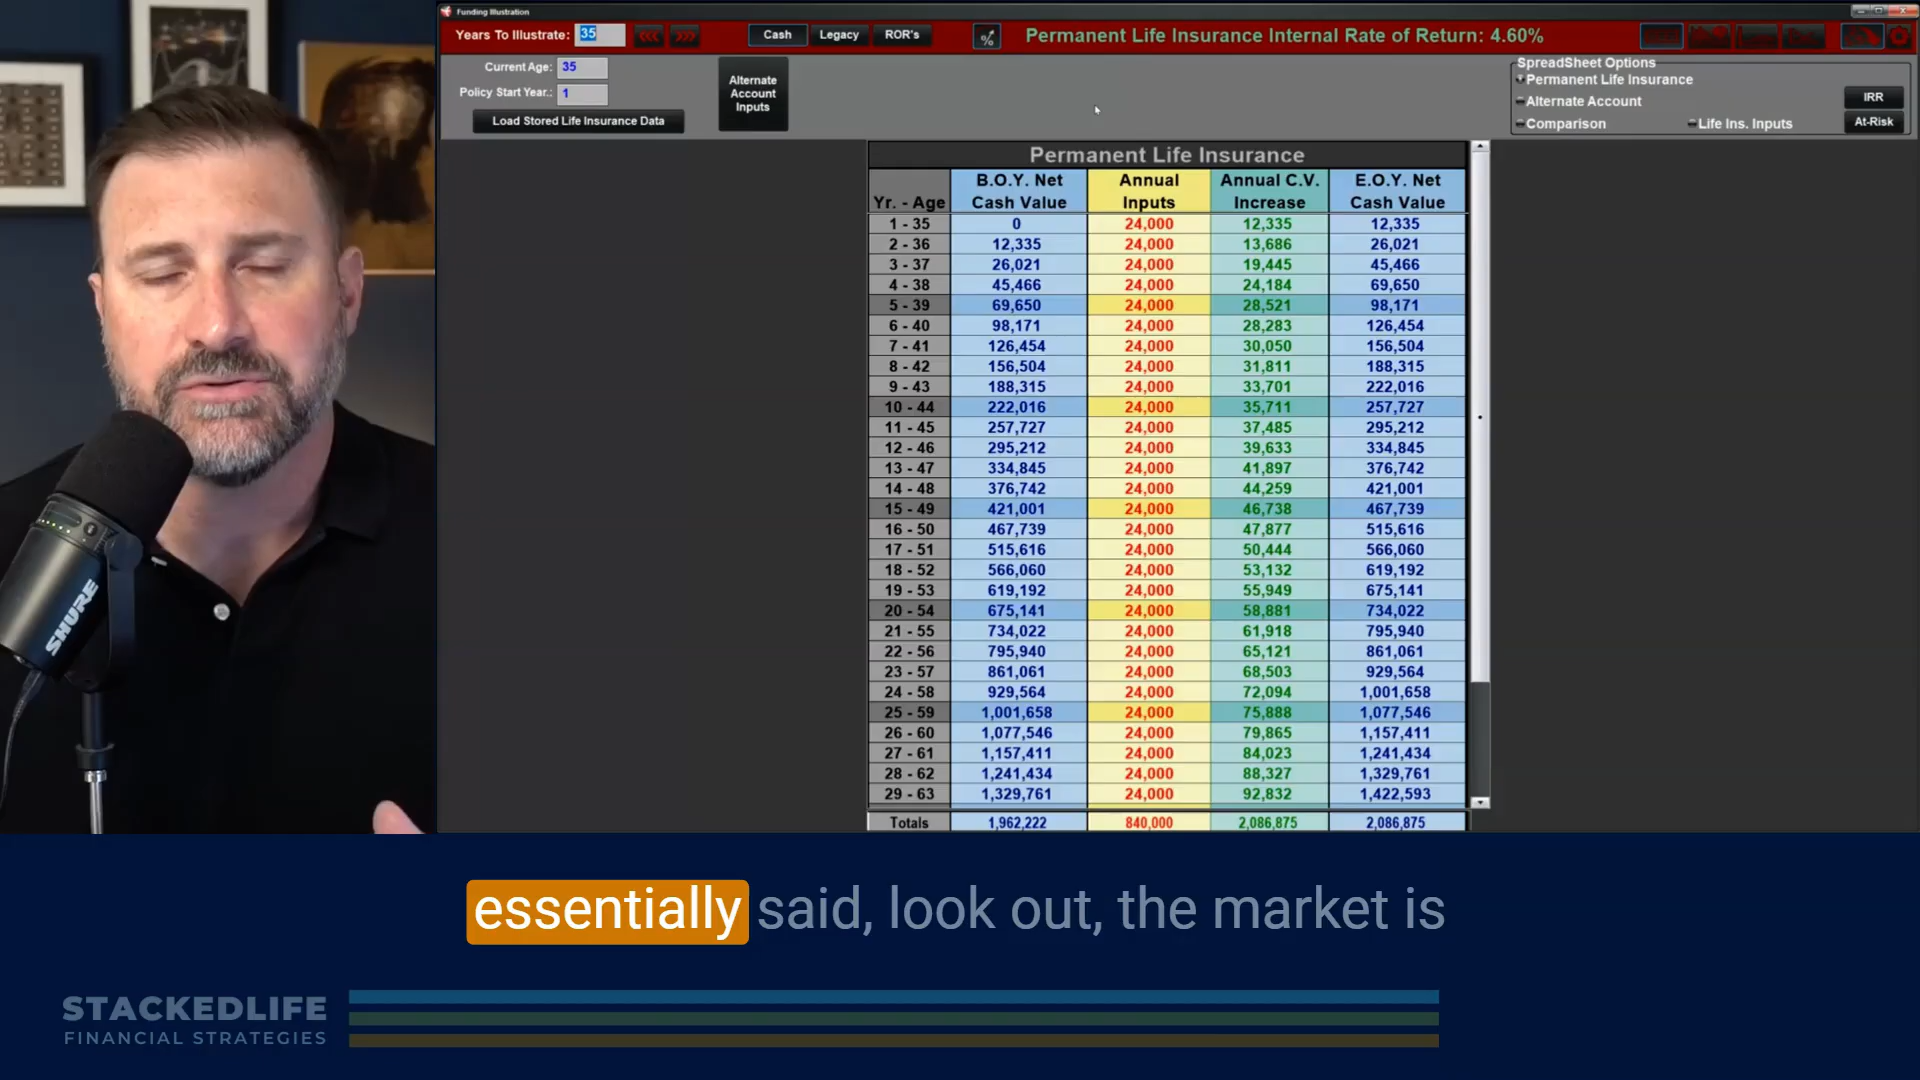 Funding Illustration
Years To Illustrate: 35
Cash
Legacy
ROR's
%
Permanent Life Insurance Internal Rate of Return: 4.60%
Current Age: 35
Policy Start Year.: 1
Load Stored Life Insurance Data
Alternate
Account
Inputs
SpreadSheet Options
Permanent Life Insurance
Alternate Account
Comparison
Life Ins. Inputs
IRR
At-Risk
Permanent Life Insurance
Yr. - Age B.O.Y. Net Cash Value Annual Inputs Annual C.V. Increase E.O.Y. Net Cash Value
1 - 35 0 24,000 12,335 12,335
2 - 36 12,335 24,000 13,686 26,021
3 - 37 26,021 24,000 19,445 45,466
4 - 38 45,466 24,000 24,184 69,650
5 - 39 69,650 24,000 28,521 98,171
6 - 40 98,171 24,000 28,283 126,454
7 - 41 126,454 24,000 30,050 156,504
8 - 42 156,504 24,000 31,811 188,315
9 - 43 188,315 24,000 33,701 222,016
10 - 44 222,016 24,000 35,711 257,727
11 - 45 257,727 24,000 37,485 295,212
12 - 46 295,212 24,000 39,633 334,845
13 - 47 334,845 24,000 41,897 376,742
14 - 48 376,742 24,000 44,259 421,001
15 - 49 421,001 24,000 46,738 467,739
16 - 50 467,739 24,000 47,877 515,616
17 - 51 515,616 24,000 50,444 566,060
18 - 52 566,060 24,000 53,132 619,192
19 - 53 619,192 24,000 55,949 675,141
20 - 54 675,141 24,000 58,881 734,022
21 - 55 734,022 24,000 61,918 795,940
22 - 56 795,940 24,000 65,121 861,061
23 - 57 861,061 24,000 68,503 929,564
24 - 58 929,564 24,000 72,094 1,001,658
25 - 59 1,001,658 24,000 75,888 1,077,546
26 - 60 1,077,546 24,000 79,865 1,157,411
27 - 61 1,157,411 24,000 84,023 1,241,434
28 - 62 1,241,434 24,000 88,327 1,329,761
29 - 63 1,329,761 24,000 92,832 1,422,593
Totals 1,962,222 840,000 2,086,875 2,086,875
SHURE
essentially said, look out, the market is
STACKEDLIFE
FINANCIAL STRATEGIES